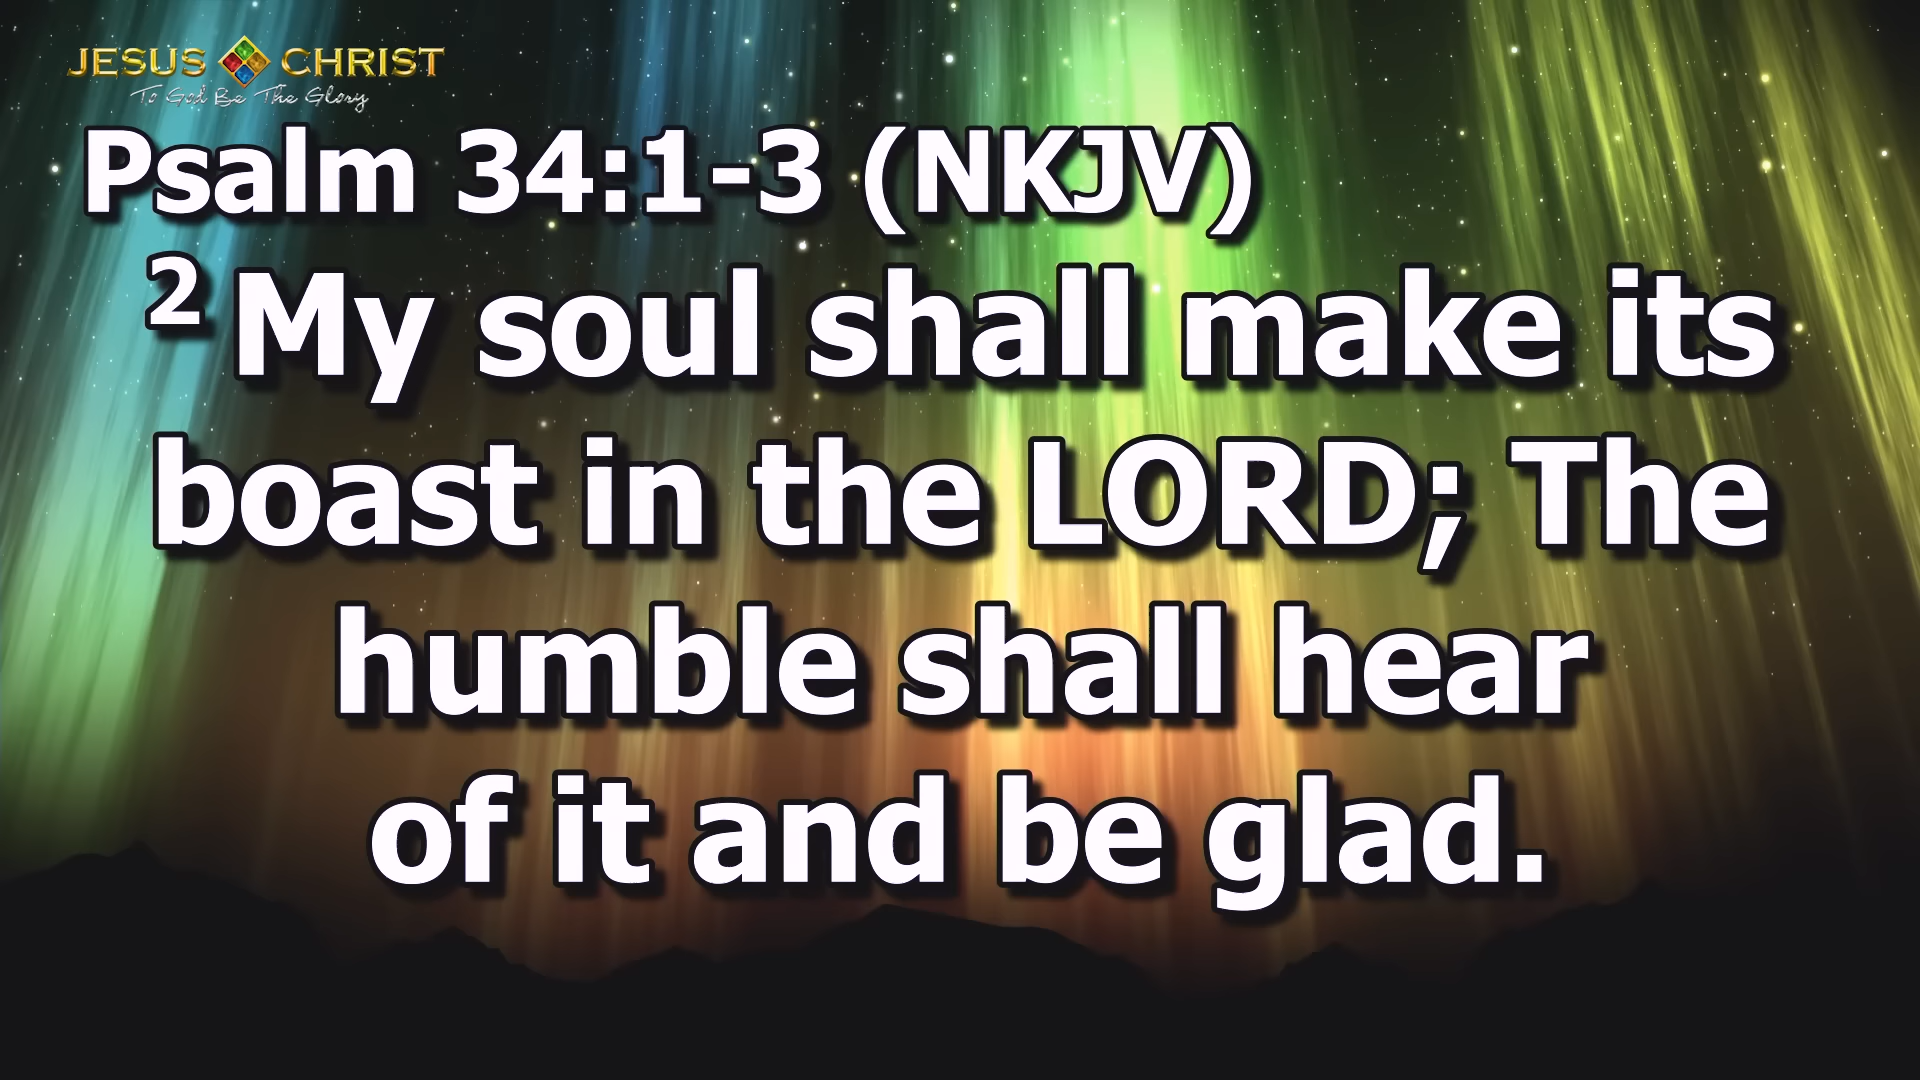 JESUS CHRIST
To God Be The Glory
Psalm 34:1-3 (NKJV)
2 My soul shall make its
boast in the LORD; The
humble shall hear
of it and be glad.